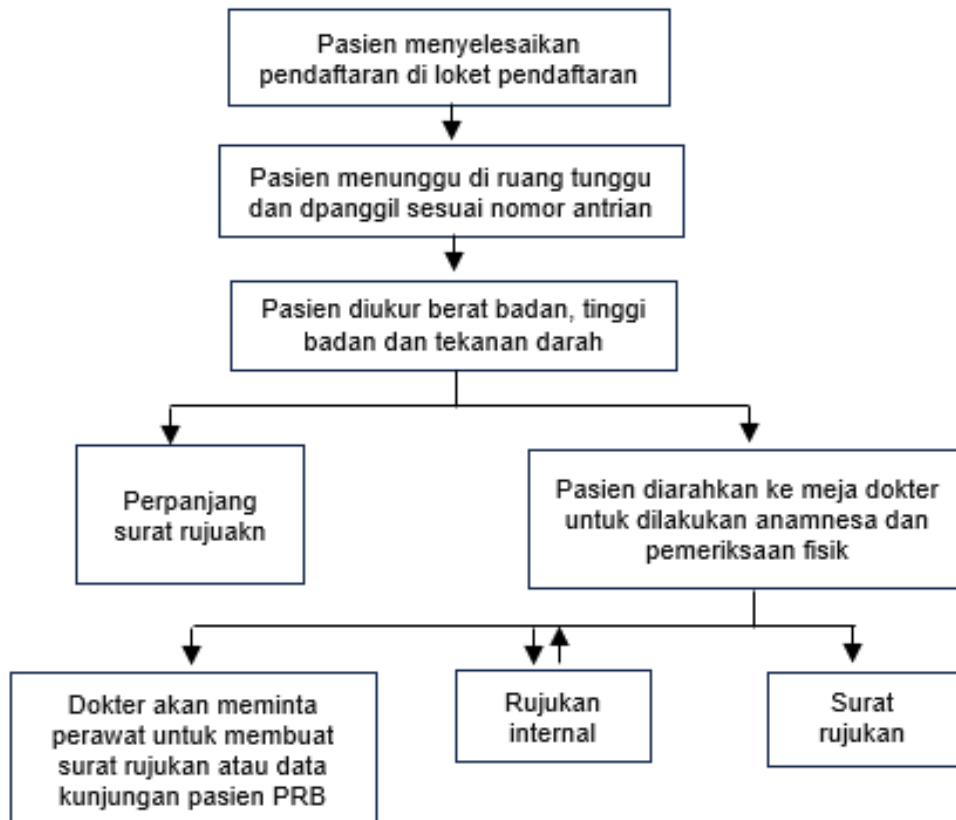 Pasien menyelesaikan
pendaftaran di loket pendaftaran
Pasien menunggu di ruang tunggu
dan dpanggil sesuai nomor antrian
Pasien diukur berat badan, tinggi
badan dan tekanan darah
Perpanjang
surat rujuakn
Pasien diarahkan ke meja dokter
untuk dilakukan anamnesa dan
pemeriksaan fisik
Dokter akan meminta
perawat untuk membuat
surat rujukan atau data
kunjungan pasien PRB
Rujukan
internal
Surat
rujukan